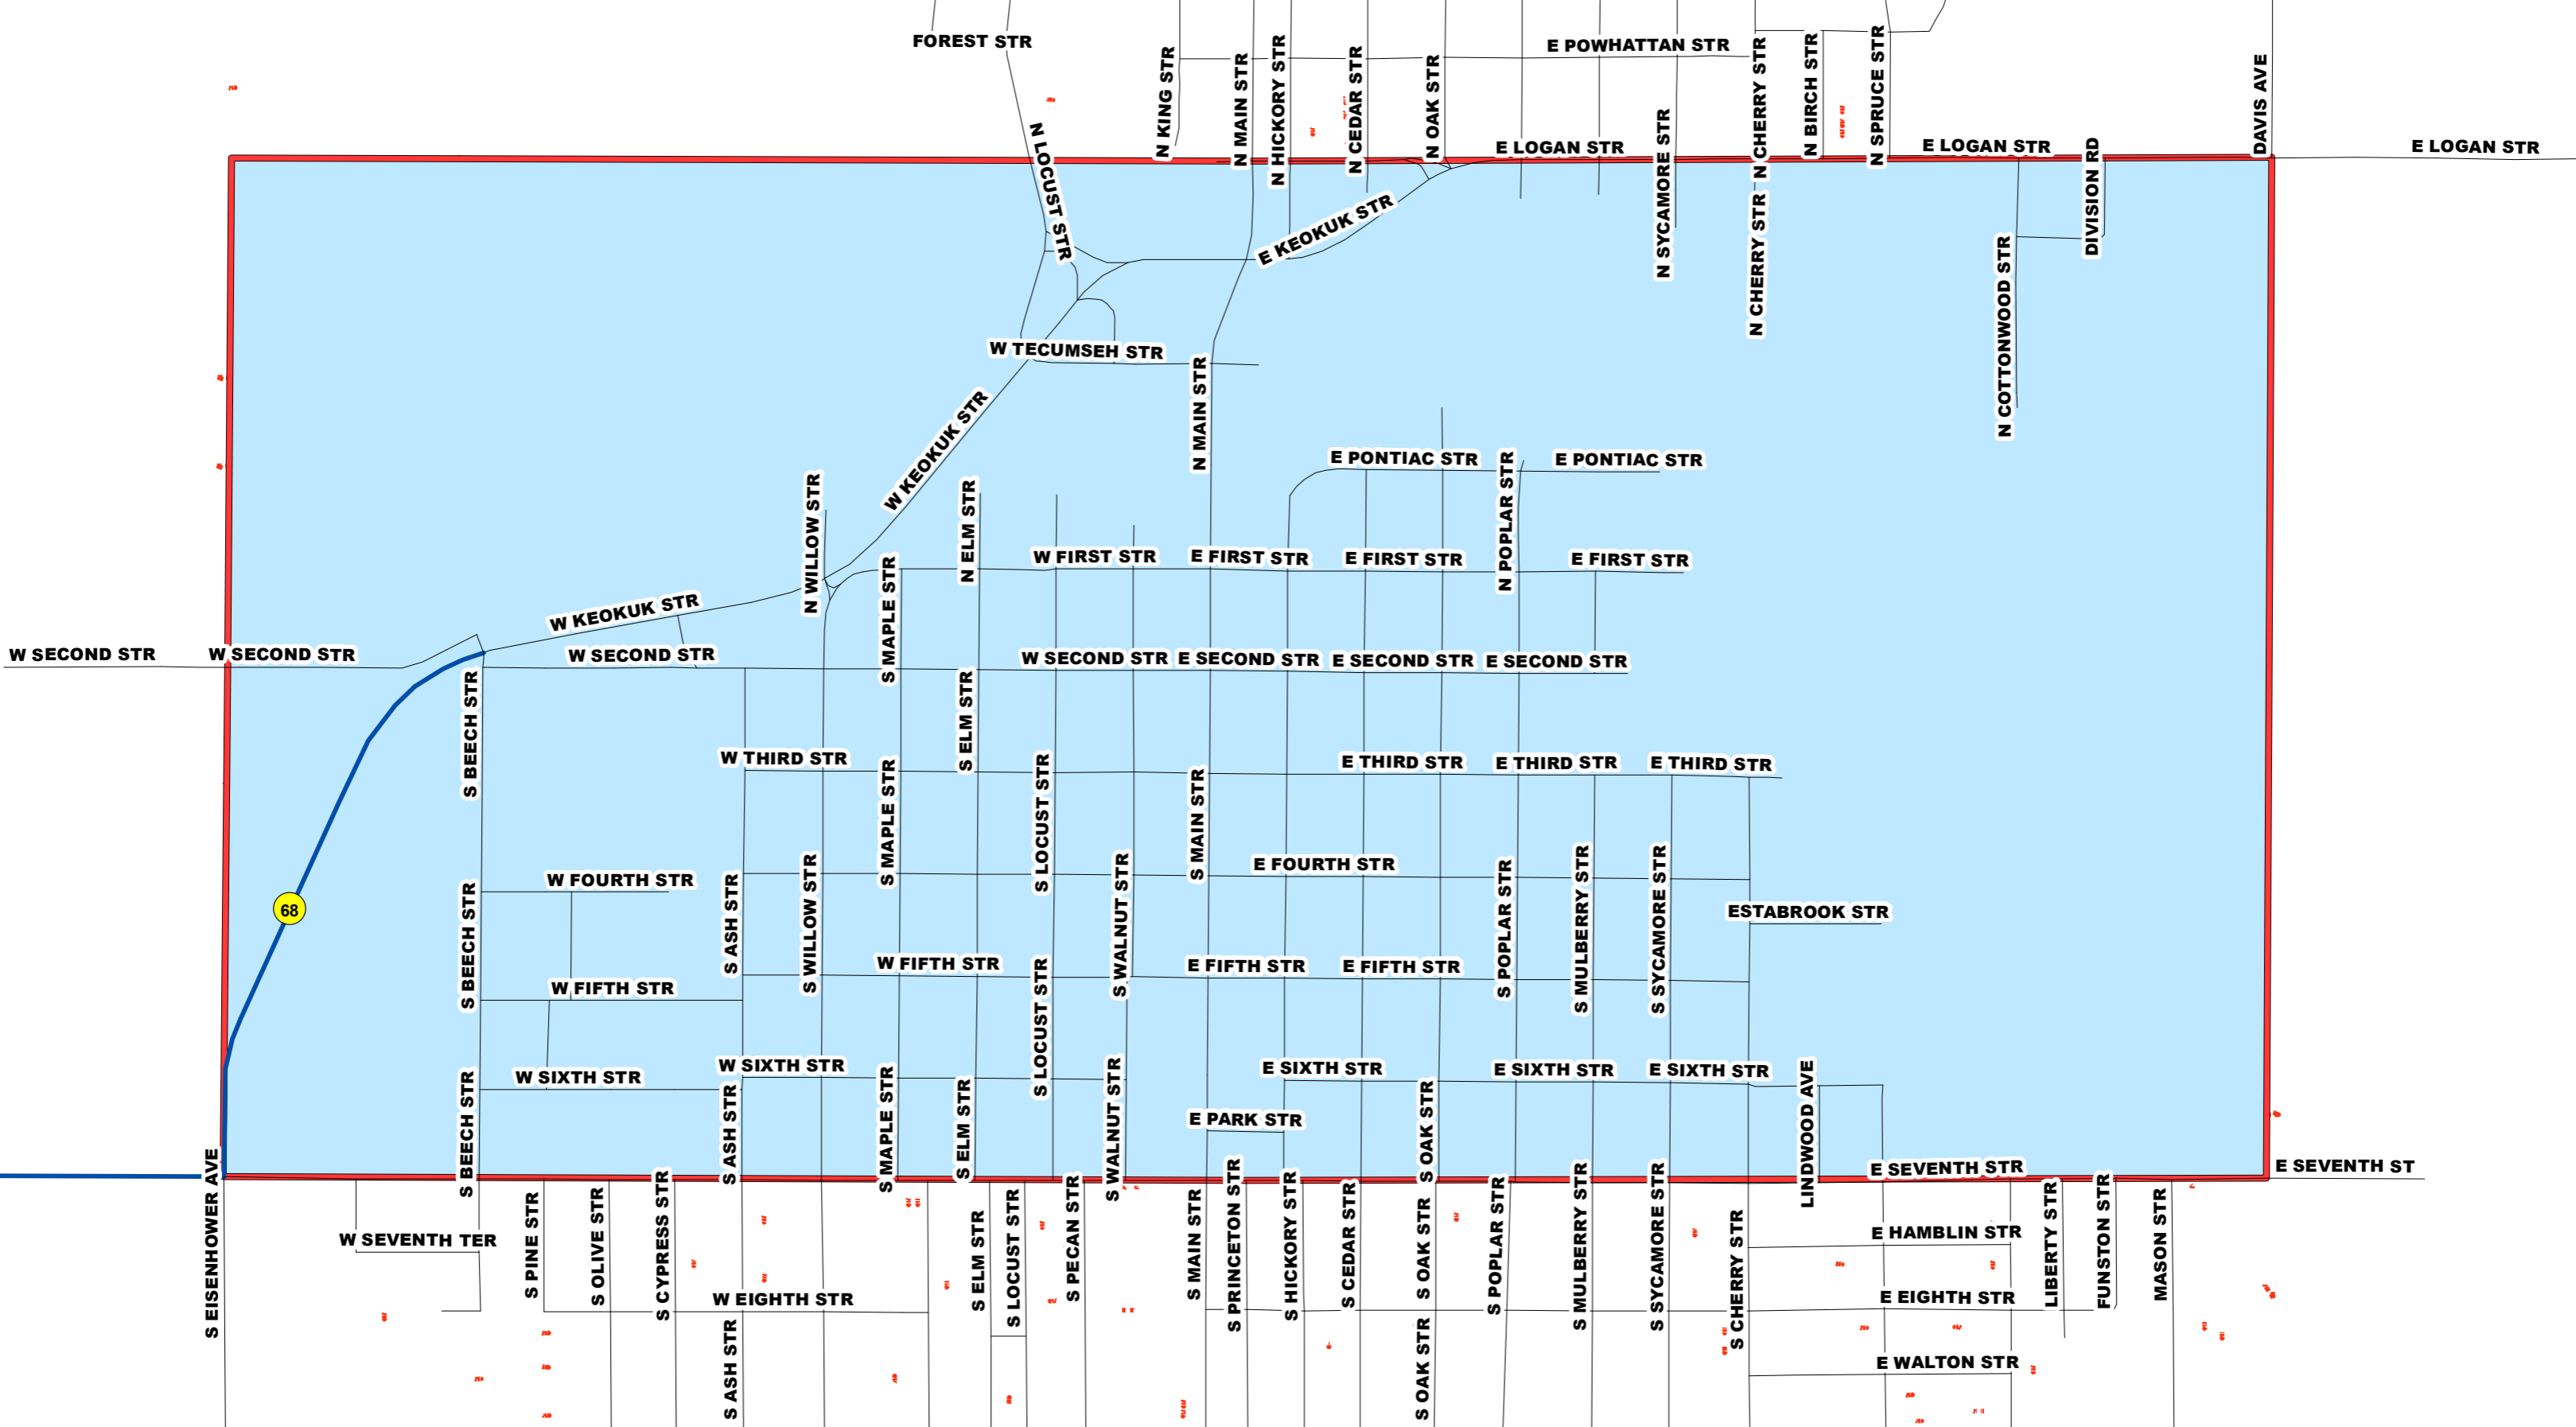 FOREST STR
E POWHATTAN STR
N KING STR
N MAIN STR
N HICKORY STR
N CEDAR STR
N OAK STR
N SYCAMORE STR
N CHERRY STR
N BIRCH STR
N SPRUCE STR
DAVIS AVE
E LOGAN STR
E LOGAN STR
E LOGAN STR
N LOCUST STR
E KEOKUK STR
N CHERRY STR
DIVISION RD
N COTTONWOOD STR
W TECUMSEH STR
N MAIN STR
W KEOKUK STR
E PONTIAC STR
E PONTIAC STR
N POPLAR STR
N WILLOW STR
N ELM STR
S MAPLE STR
W FIRST STR
E FIRST STR
E FIRST STR
E FIRST STR
W KEOKUK STR
W SECOND STR
W SECOND STR
W SECOND STR
W SECOND STR
E SECOND STR
E SECOND STR
E SECOND STR
S BEECH STR
S ELM STR
W THIRD STR
E THIRD STR
E THIRD STR
E THIRD STR
S MAPLE STR
S LOCUST STR
S MAIN STR
E FOURTH STR
W FOURTH STR
68
S BEECH STR
S ASH STR
S WILLOW STR
S WALNUT STR
S POPLAR STR
S MULBERRY STR
S SYCAMORE STR
ESTABROOK STR
W FIFTH STR
E FIFTH STR
E FIFTH STR
W FIFTH STR
S LOCUST STR
W SIXTH STR
W SIXTH STR
E SIXTH STR
E SIXTH STR
E SIXTH STR
S BEECH STR
S ASH STR
S MAPLE STR
S ELM STR
S WALNUT STR
E PARK STR
S OAK STR
LINDWOOD AVE
E SEVENTH STR
E SEVENTH ST
S EISENHOWER AVE
W SEVENTH TER
S PINE STR
S OLIVE STR
S CYPRESS STR
S ELM STR
S LOCUST STR
S PECAN STR
S MAIN STR
S PRINCETON STR
S HICKORY STR
S CEDAR STR
S OAK STR
S POPLAR STR
S MULBERRY STR
S SYCAMORE STR
S CHERRY STR
E HAMBLIN STR
LIBERTY STR
FUNSTON STR
MASON STR
W EIGHTH STR
E EIGHTH STR
S ASH STR
S OAK STR
E WALTON STR